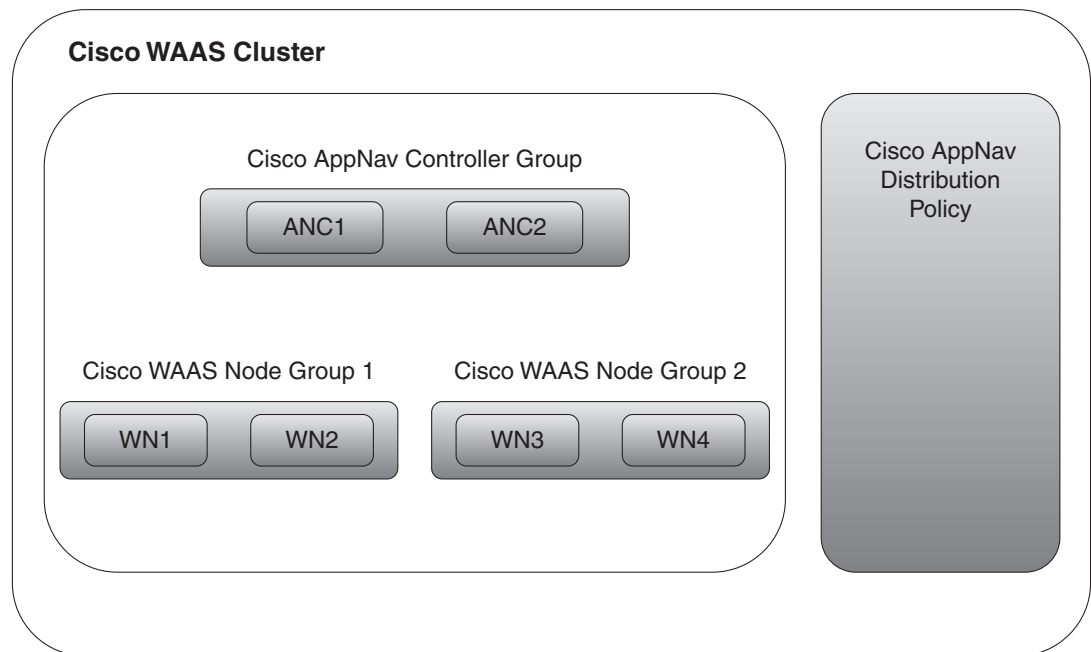 Cisco WAAS Cluster
Cisco AppNav Controller Group
ANC1 ANC2
Cisco WAAS Node Group 1
WN1 WN2
Cisco WAAS Node Group 2
WN3 WN4
Cisco AppNav
Distribution
Policy